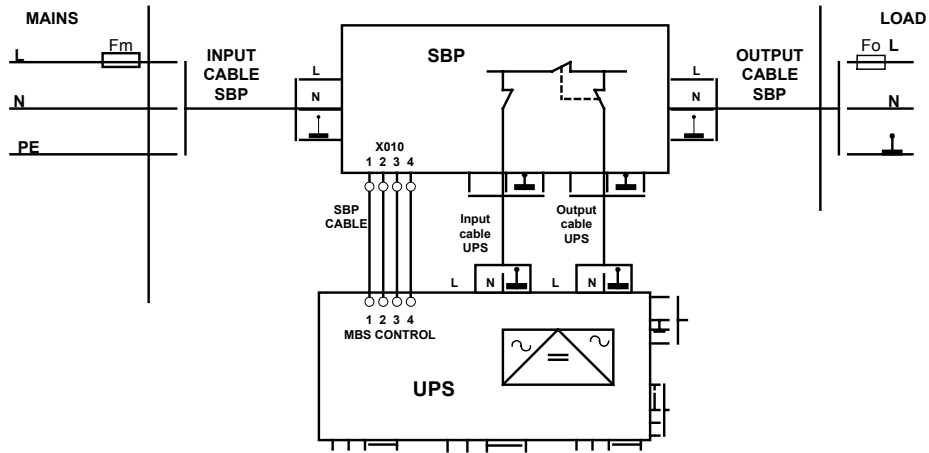 MAINS
LOAD
Fm
L
INPUT
CABLE
SBP
SBP
OUTPUT
CABLE
SBP
Fo L
L
N
L
N
N
N
PE
X010
1 2 3 4
SBP
CABLE
Input
cable
UPS
Output
cable
UPS
L N L N
1 2 3 4
MBS CONTROL
UPS